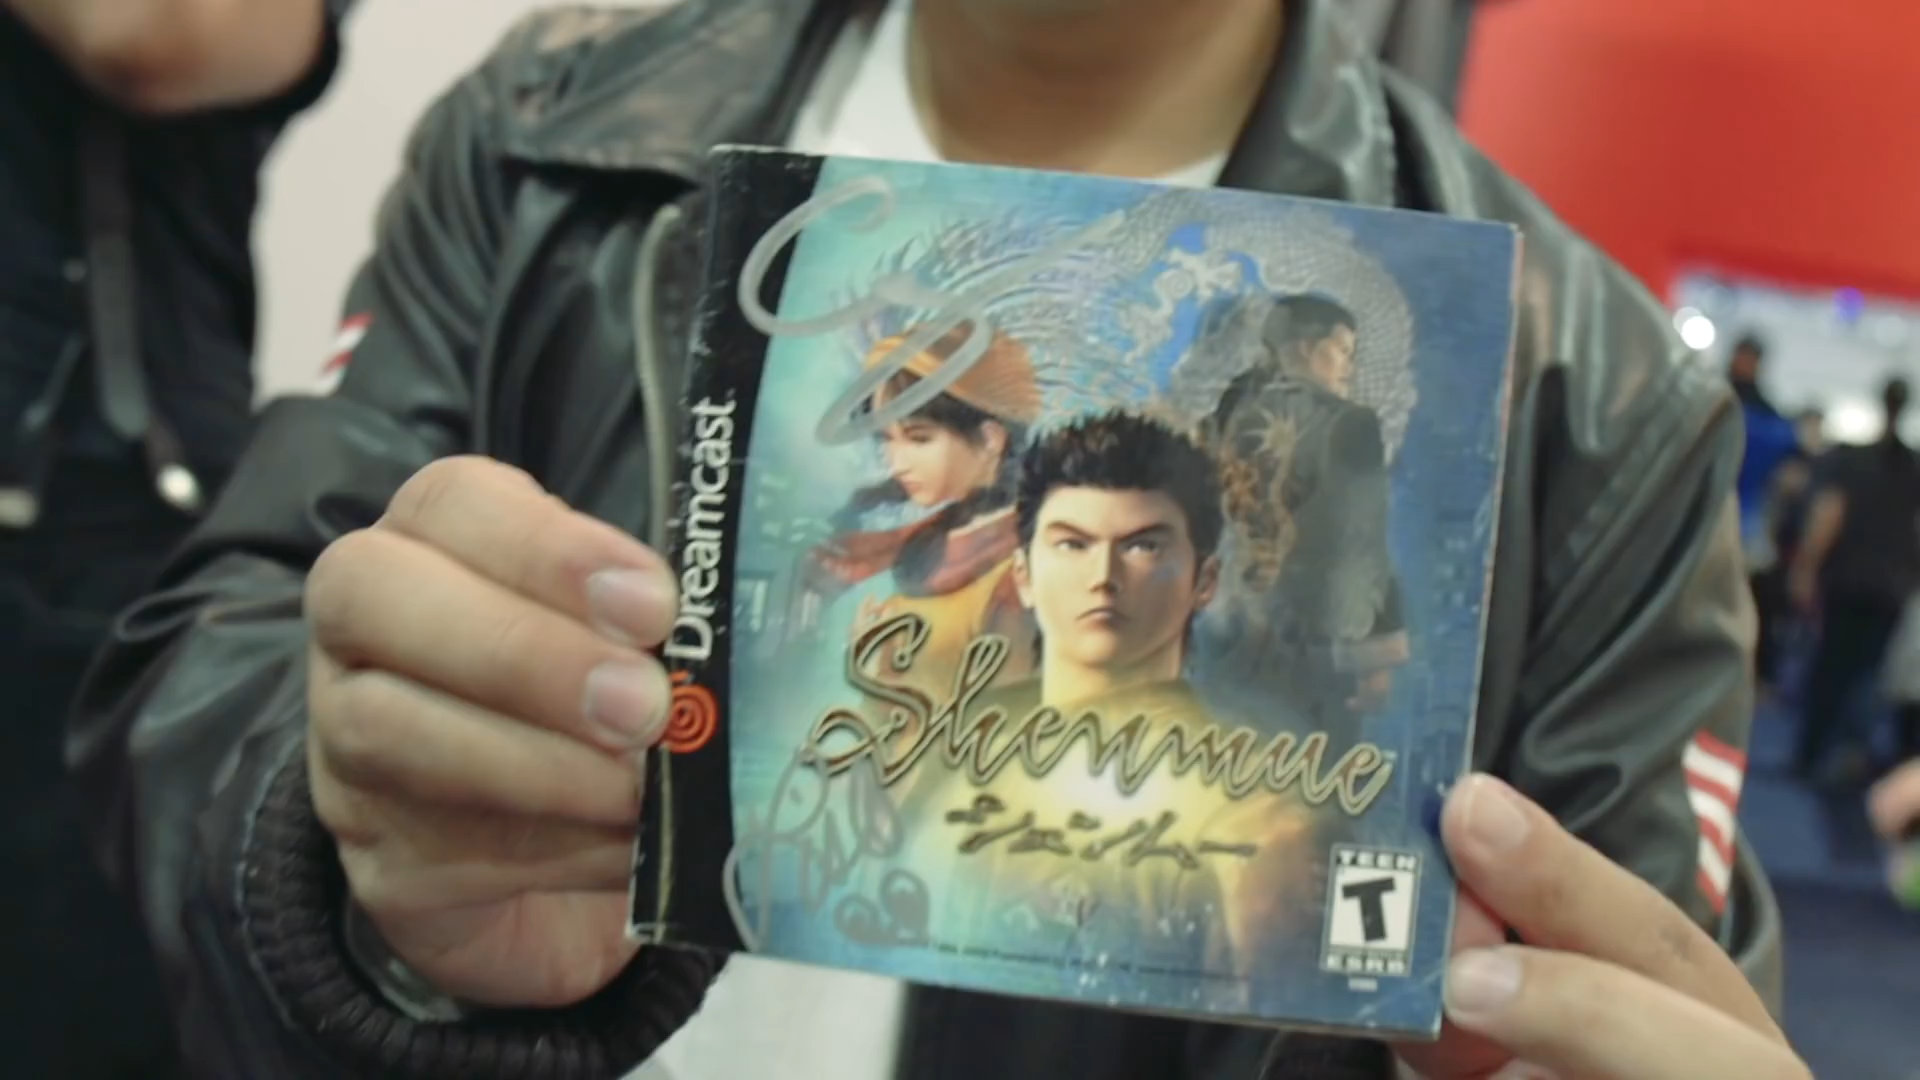 Dreamcast
Shenmue
シェンムー
TEEN
T
ESRB